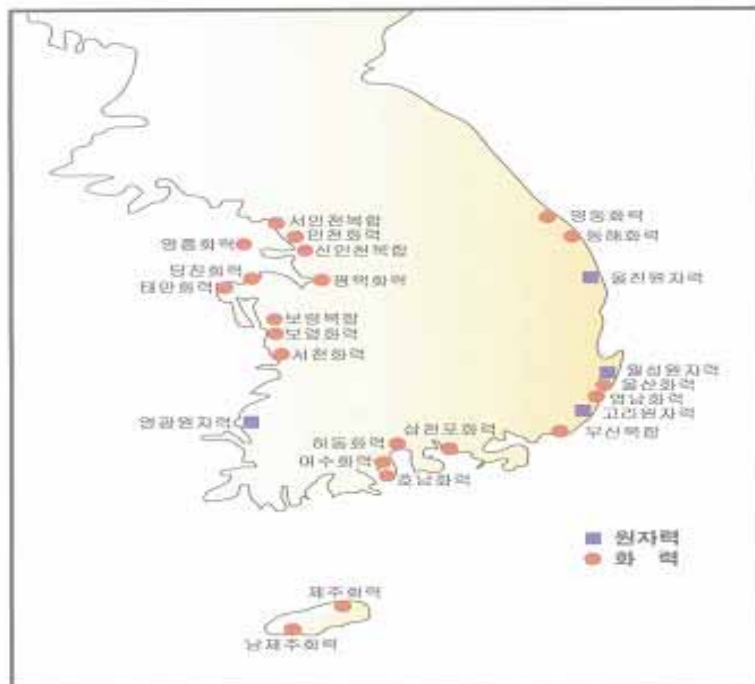 서인천복합
인천화력
영흥화력
신인천복합
당진화력
평택화력
태안화력
보령복합
보령화력
서천화력
영광원자력
영동화력
동해화력
울진원자력
월성원자력
울산화력
영남화력
고리원자력
부산복합
삼천포화력
하동화력
여수화력
호남화력
원자력
화 력
제주화력
남제주화력